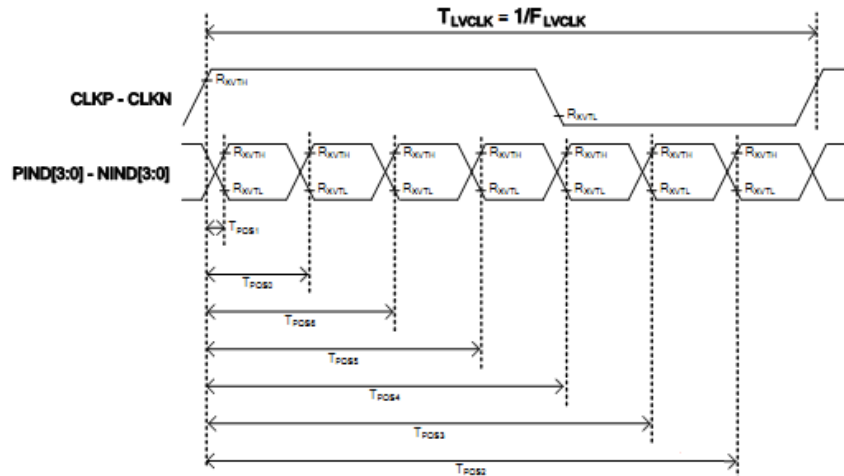 TLVCLK = 1/FLVCLK
CLKP - CLKN
RXVTH
RXVTL
PIND[3:0] - NIND[3:0]
RXVTH RXVTH RXVTH RXVTH RXVTH RXVTH RXVTH
RXVTL RXVTL RXVTL RXVTL RXVTL RXVTL RXVTL
TPOS1
TPOS6
TPOS5
TPOS4
TPOS3
TPOS2